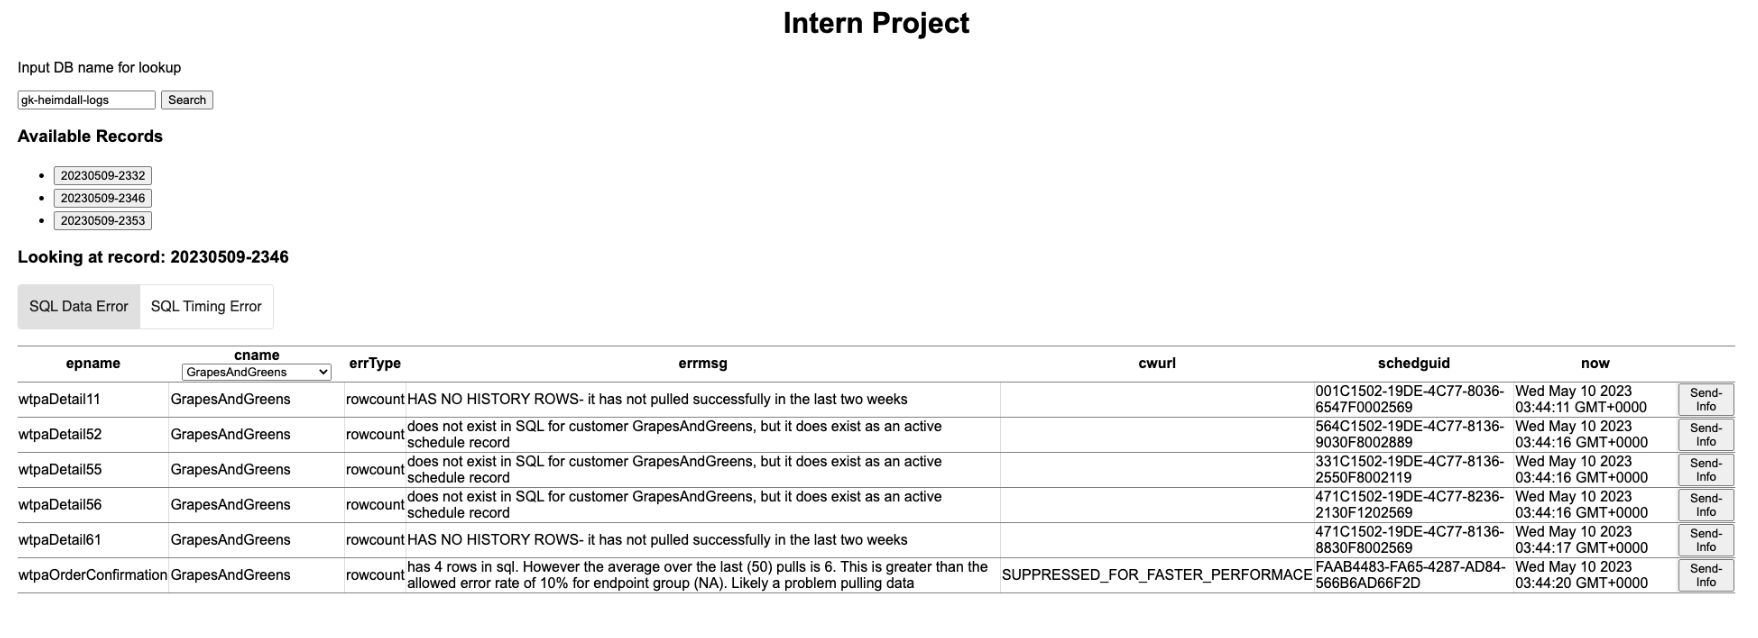 Intern Project
Input DB name for lookup
gk-heimdall-logs Search
Available Records
20230509-2332
20230509-2346
20230509-2353
Looking at record: 20230509-2346
SQL Data Error SQL Timing Error
epname cname errType errmsg cwurl schedguid now
GrapesAndGreens
wtpaDetail11 GrapesAndGreens rowcount HAS NO HISTORY ROWS- it has not pulled successfully in the last two weeks 001C1502-19DE-4C77-8036- Wed May 10 2023 Send-
6547F0002569 03:44:11 GMT+0000 Info
wtpaDetail52 GrapesAndGreens rowcount does not exist in SQL for customer GrapesAndGreens, but it does exist as an active 564C1502-19DE-4C77-8136- Wed May 10 2023 Send-
schedule record 9030F8002889 03:44:16 GMT+0000 Info
wtpaDetail55 GrapesAndGreens rowcount does not exist in SQL for customer GrapesAndGreens, but it does exist as an active 331C1502-19DE-4C77-8136- Wed May 10 2023 Send-
schedule record 2550F8002119 03:44:16 GMT+0000 Info
wtpaDetail56 GrapesAndGreens rowcount does not exist in SQL for customer GrapesAndGreens, but it does exist as an active 471C1502-19DE-4C77-8236- Wed May 10 2023 Send-
schedule record 2130F1202569 03:44:16 GMT+0000 Info
wtpaDetail61 GrapesAndGreens rowcount HAS NO HISTORY ROWS- it has not pulled successfully in the last two weeks 471C1502-19DE-4C77-8136- Wed May 10 2023 Send-
8830F8002569 03:44:17 GMT+0000 Info
wtpaOrderConfirmation GrapesAndGreens rowcount has 4 rows in sql. However the average over the last (50) pulls is 6. This is greater than the SUPPRESSED_FOR_FASTER_PERFORMACE FAAB4483-FA65-4287-AD84- Wed May 10 2023 Send-
allowed error rate of 10% for endpoint group (NA). Likely a problem pulling data 566B6AD66F2D 03:44:20 GMT+0000 Info